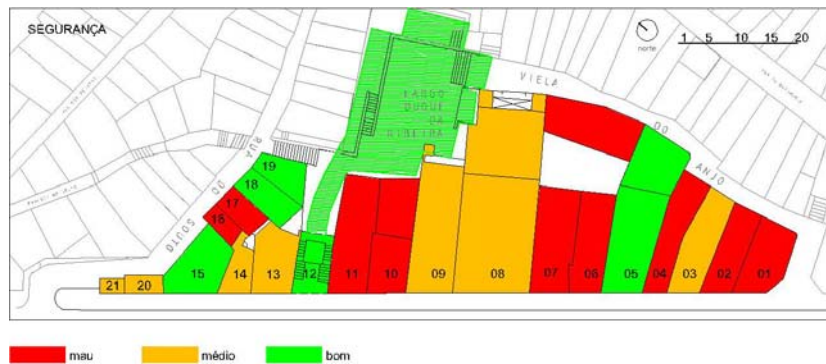 SEGURANÇA
norte
1 5 10 15 20
VIELA
DO
ANJO
LARGO
DUQUE
DA
RIBEIRA
RUA
DO
SOUTO
19
18
17
16
15
14
13
12
11
10
09
08
07
06
05
04
03
02
01
21
20
mau
médio
bom